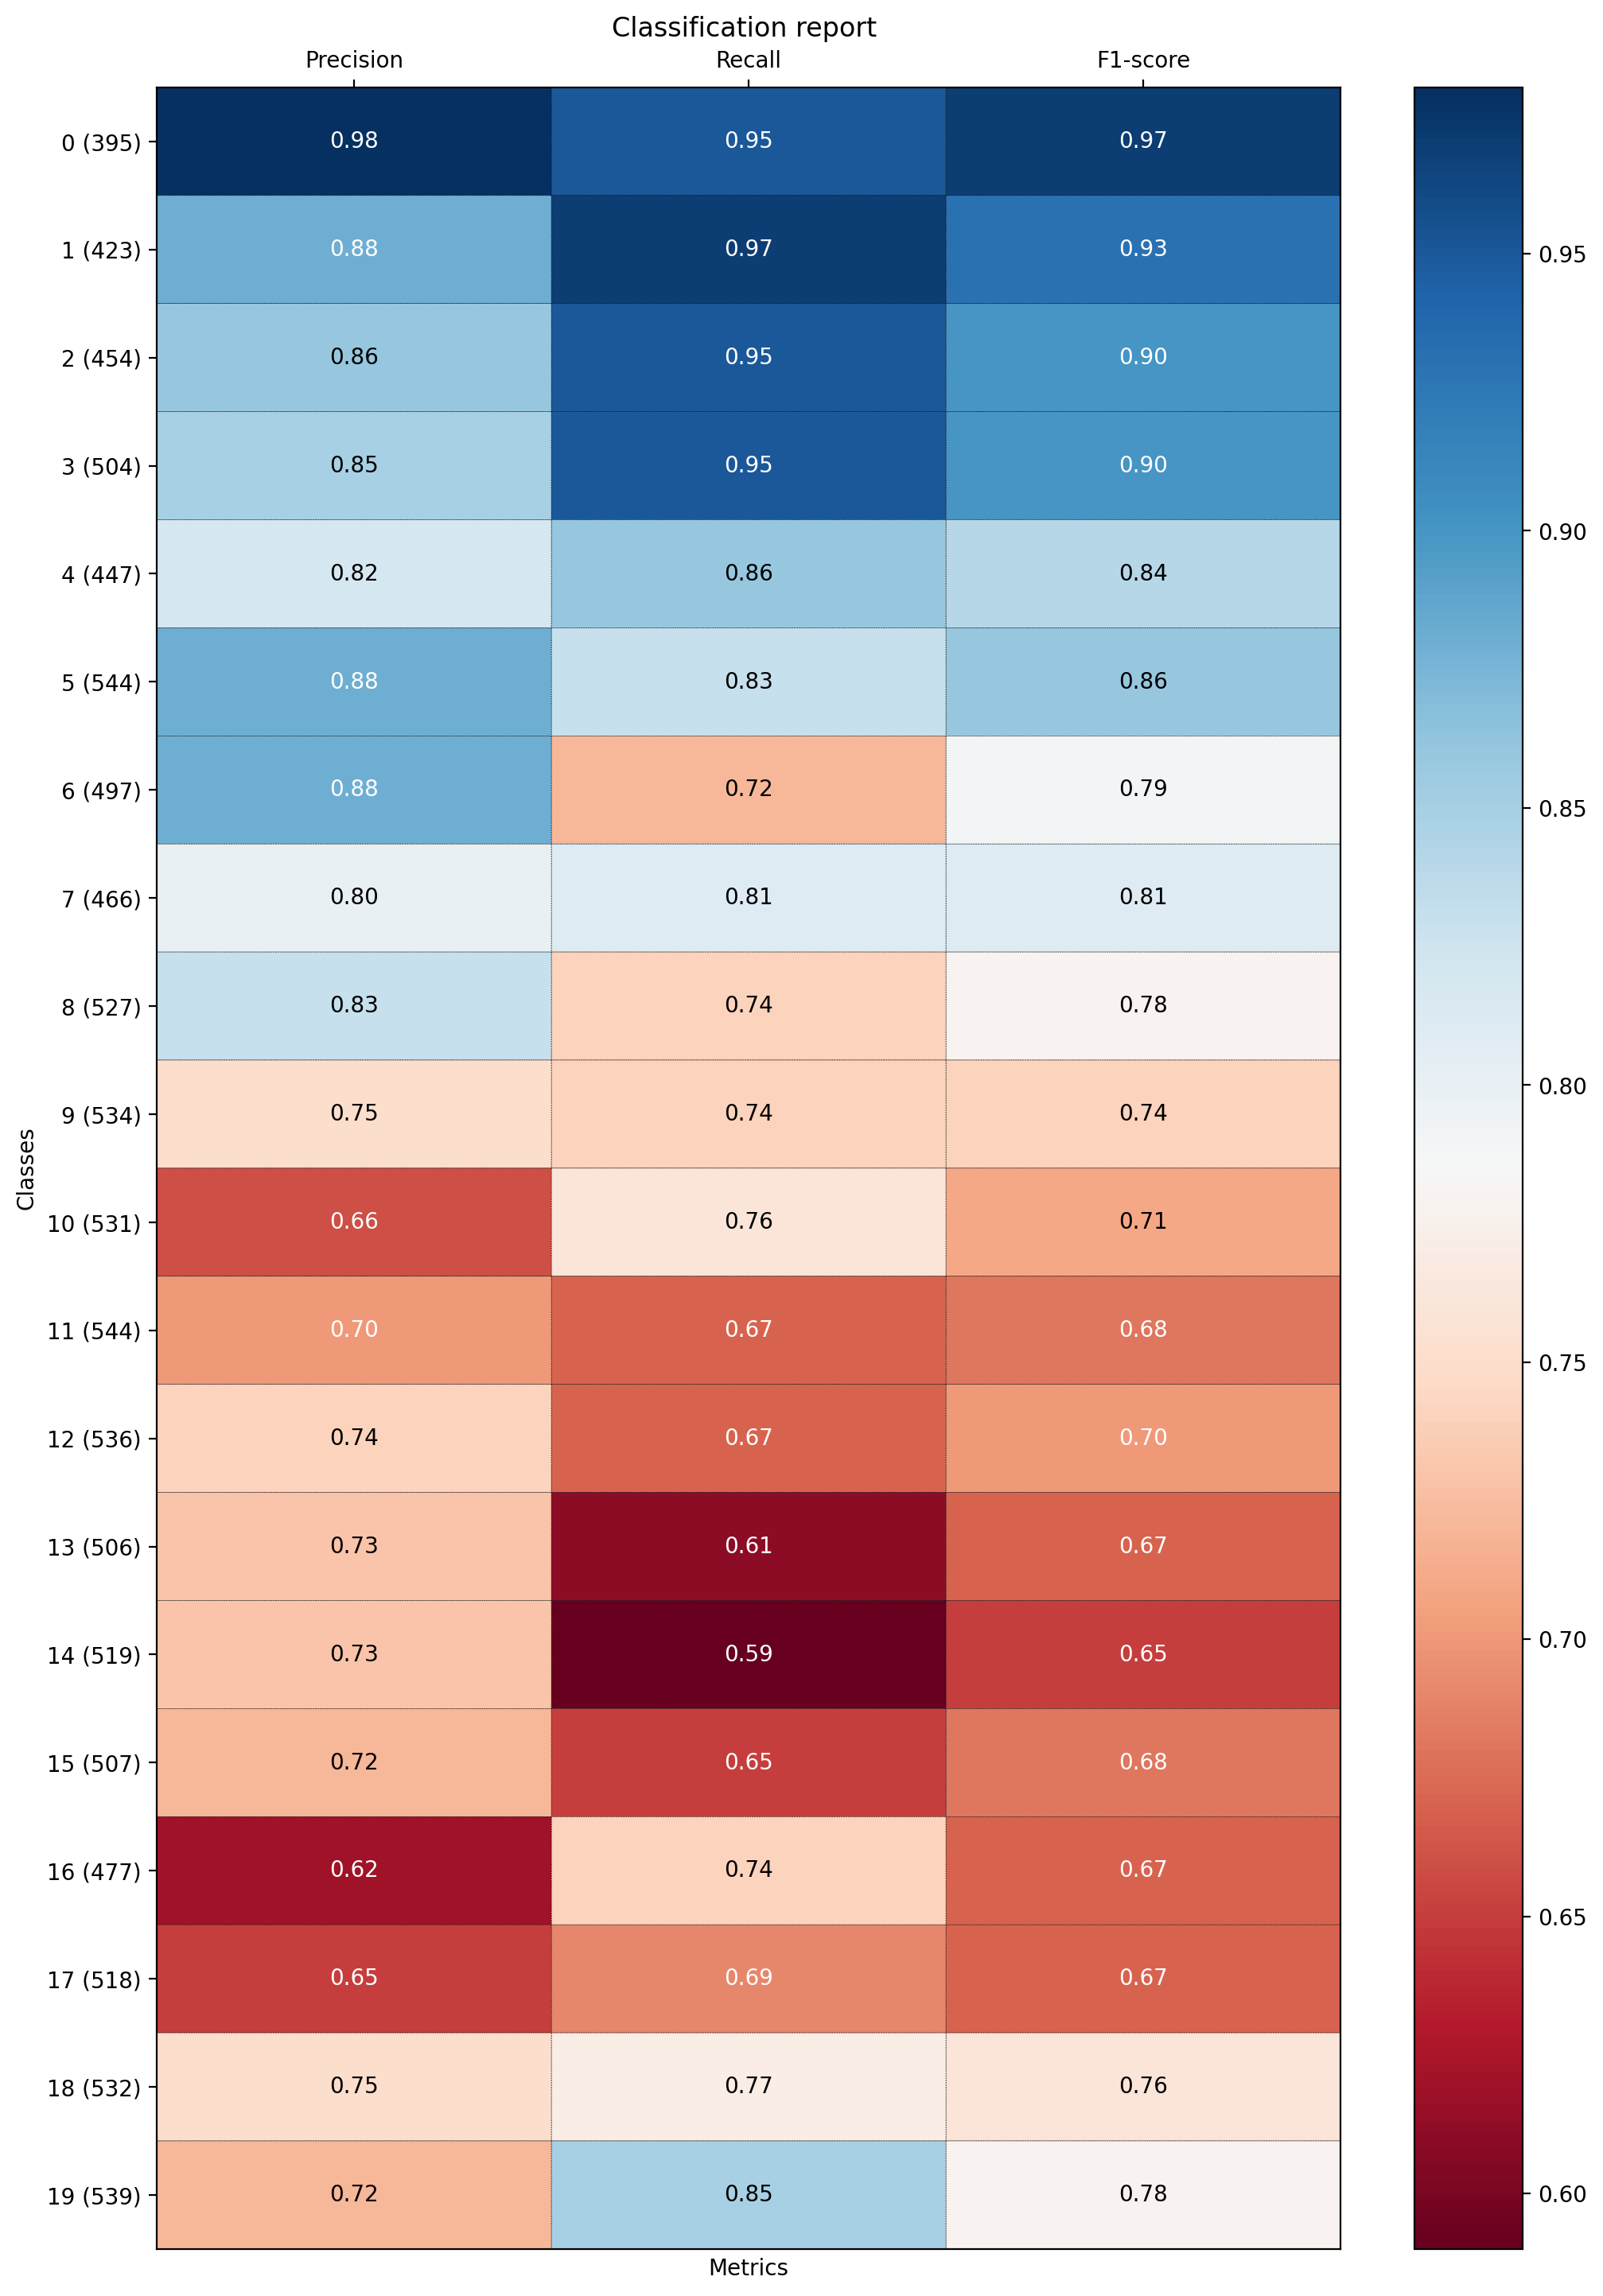 Classification report
Precision Recall F1-score
0 (395) 0.98 0.95 0.97
1 (423) 0.88 0.97 0.93
2 (454) 0.86 0.95 0.90
3 (504) 0.85 0.95 0.90
4 (447) 0.82 0.86 0.84
5 (544) 0.88 0.83 0.86
6 (497) 0.88 0.72 0.79
7 (466) 0.80 0.81 0.81
8 (527) 0.83 0.74 0.78
9 (534) 0.75 0.74 0.74
10 (531) 0.66 0.76 0.71
11 (544) 0.70 0.67 0.68
12 (536) 0.74 0.67 0.70
13 (506) 0.73 0.61 0.67
14 (519) 0.73 0.59 0.65
15 (507) 0.72 0.65 0.68
16 (477) 0.62 0.74 0.67
17 (518) 0.65 0.69 0.67
18 (532) 0.75 0.77 0.76
19 (539) 0.72 0.85 0.78
Classes
Metrics
0.95
0.90
0.85
0.80
0.75
0.70
0.65
0.60